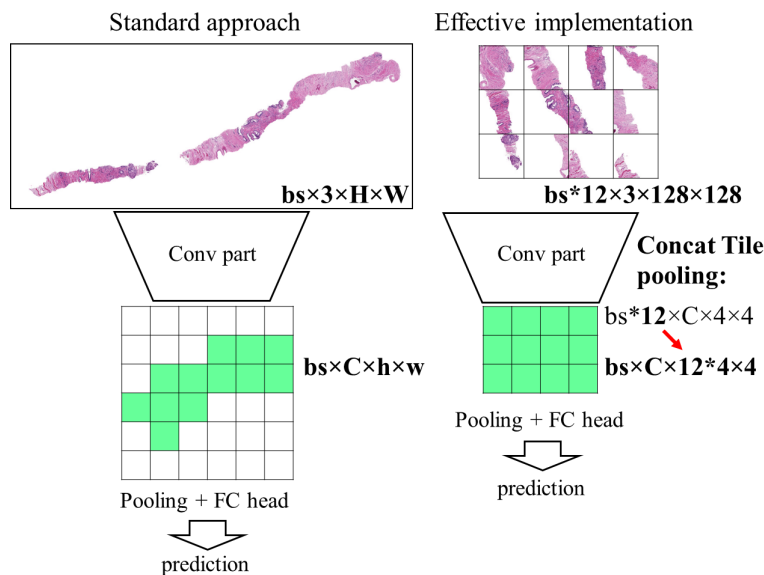 Standard approach
bs×3×H×W
Conv part
bs×C×h×w
Pooling + FC head
prediction
Effective implementation
bs*12×3×128×128
Conv part
Concat Tile
pooling:
bs*12×C×4×4
bs×C×12*4×4
Pooling + FC head
prediction